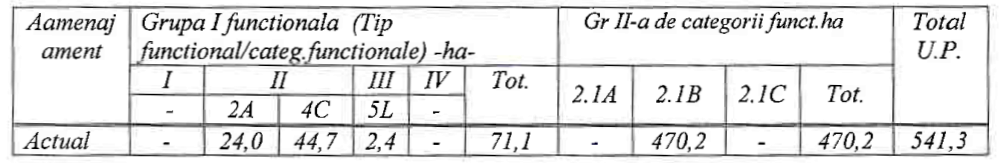 Aamenaj Grupa I functionala (Tip Gr II-a de categorii funct.ha Total
ament functional/categ.functionale) -ha- U.P.
I II III IV Tot. 2.1A 2.1B 2.1C Tot.
- 2A 4C 5L -
Actual - 24,0 44,7 2,4 - 71,1 - 470,2 - 470,2 541,3